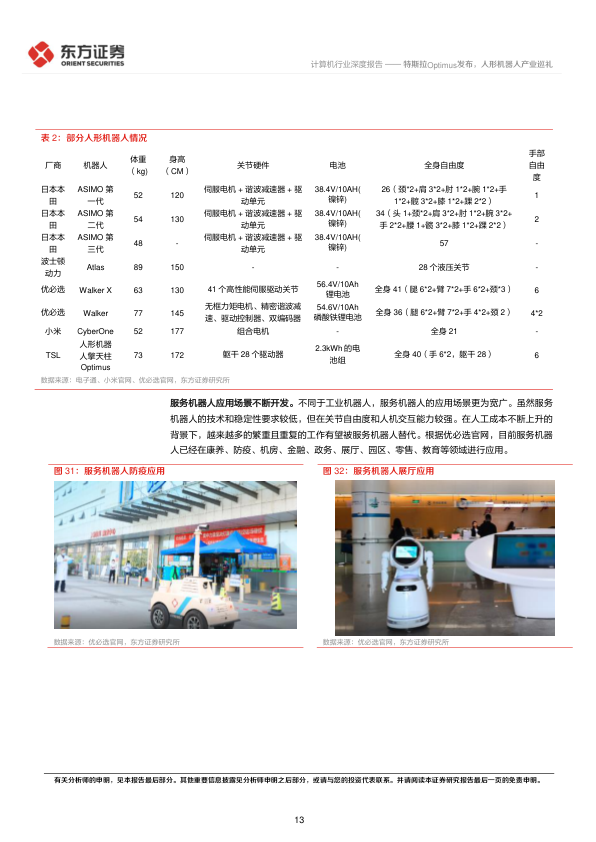 东方证券
ORIENT SECURITIES
计算机行业深度报告 —— 特斯拉Optimus发布，人形机器人产业巡礼
表 2：部分人形机器人情况
厂商 机器人 体重（kg） 身高（CM） 关节硬件 电池 全身自由度 手部自由度
日本本田 ASIMO 第一代 52 120 伺服电机 + 谐波减速器 + 驱动单元 38.4V/10AH(镍锌) 26（颈*2+肩 3*2+肘 1*2+腕 1*2+手 1*2+髋 3*2+膝 1*2+踝 2*2） 1
日本本田 ASIMO 第二代 54 130 伺服电机 + 谐波减速器 + 驱动单元 38.4V/10AH(镍锌) 34（头 1+颈*2+肩 3*2+肘 1*2+腕 3*2+手 2*2+腰 1+髋 3*2+膝 1*2+踝 2*2） 2
日本本田 ASIMO 第三代 48 - 伺服电机 + 谐波减速器 + 驱动单元 38.4V/10AH(镍锌) 57 -
波士顿动力 Atlas 89 150 - - 28 个液压关节 -
优必选 Walker X 63 130 41 个高性能伺服驱动关节 56.4V/10Ah 锂电池 全身 41（腿 6*2+臂 7*2+手 6*2+颈*3） 6
优必选 Walker 77 145 无框力矩电机、精密谐波减速、驱动控制器、双编码器 54.6V/10Ah 磷酸铁锂电池 全身 36（腿 6*2+臂 7*2+手 4*2+颈 2） 4*2
小米 CyberOne 52 177 组合电机 - 全身 21 -
TSL 人形机器人擎天柱 Optimus 73 172 躯干 28 个驱动器 2.3kWh 的电池组 全身 40（手 6*2，躯干 28） 6
数据来源：电子通、小米官网、优必选官网，东方证券研究所
服务机器人应用场景不断开发。不同于工业机器人，服务机器人的应用场景更为宽广。虽然服务
机器人的技术和稳定性要求较低，但在关节自由度和人机交互能力较强。在人工成本不断上升的
背景下，越来越多的繁重且重复的工作有望被服务机器人替代。根据优必选官网，目前服务机器
人已经在康养、防疫、机房、金融、政务、展厅、园区、零售、教育等领域进行应用。
图 31：服务机器人防疫应用
图 32：服务机器人展厅应用
数据来源：优必选官网，东方证券研究所
数据来源：优必选官网，东方证券研究所
有关分析师的申明，见本报告最后部分。其他重要信息披露见分析师申明之后部分，或请与您的投资代表联系。并请阅读本证券研究报告最后一页的免责申明。
13